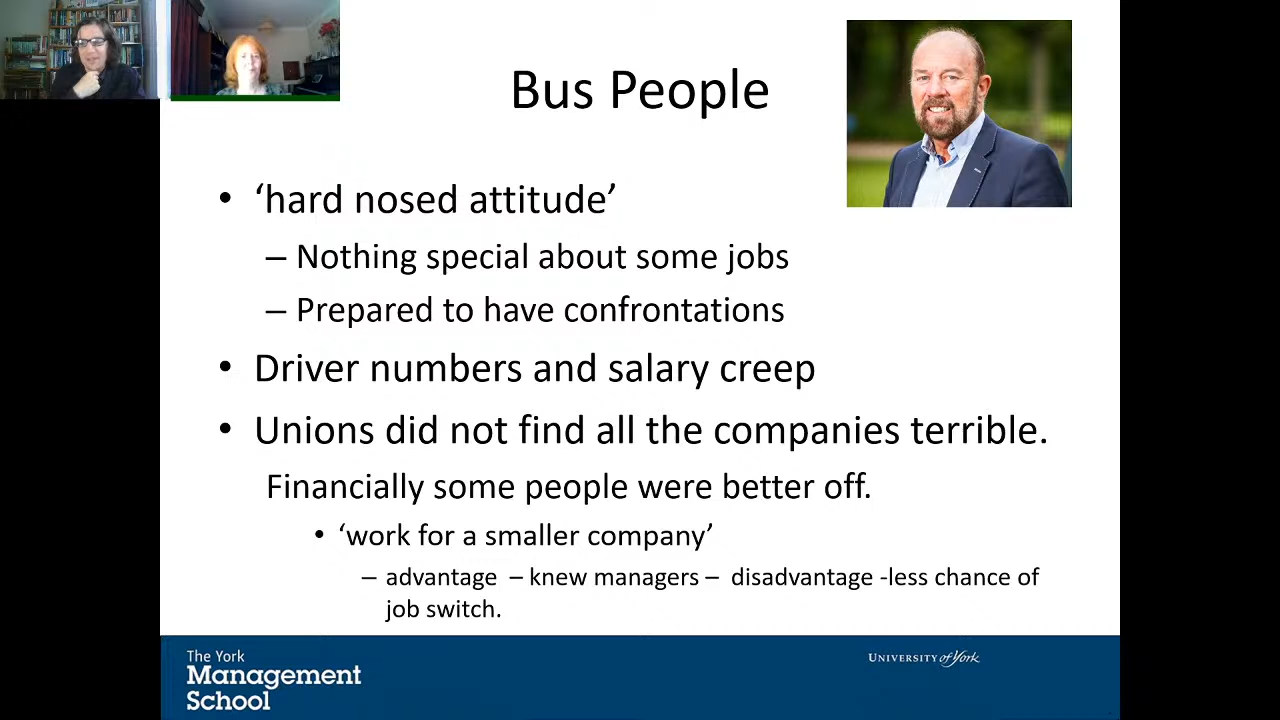 Bus People
• ‘hard nosed attitude’
– Nothing special about some jobs
– Prepared to have confrontations
• Driver numbers and salary creep
• Unions did not find all the companies terrible.
Financially some people were better off.
• ‘work for a smaller company’
– advantage – knew managers – disadvantage -less chance of
job switch.
The York
Management
School
UNIVERSITY of York